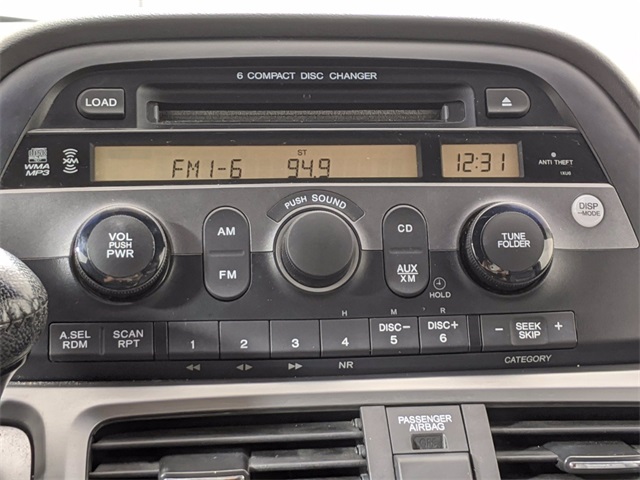 6 COMPACT DISC CHANGER
LOAD
WMA
MP3
XM
ST
FM1-6 94.9
12:31
ANTI THEFT
PUSH SOUND
VOL
PUSH
PWR
AM
FM
CD
AUX
XM
HOLD
TUNE
FOLDER
DISP
-MODE
H M R
A.SEL
RDM
SCAN
RPT
1
2
3
4
DISC-
5
DISC+
6
- SEEK +
SKIP
NR
CATEGORY
PASSENGER
AIRBAG
OFF